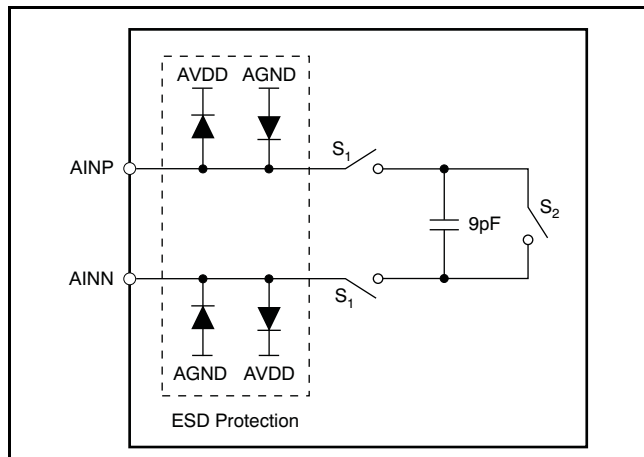 AVDD AGND
AINP
S1
S2
9pF
AINN
S1
AGND AVDD
ESD Protection